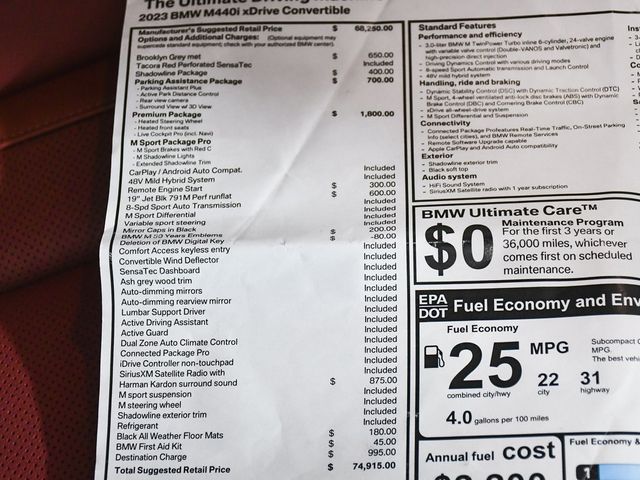 The Ultimate Driving Machine
2023 BMW M440i xDrive Convertible
Manufacturer's Suggested Retail Price $ 68,250.00
Options and Additional Charges: (Optional equipment may
supercede standard equipment; check with your authorized BMW center).
Brooklyn Grey met $ 650.00
Tacora Red Perforated SensaTec Included
Shadowline Package $ 400.00
Parking Assistance Package $ 700.00
- Parking Assistant Plus
- Active Park Distance Control
- Rear view camera
- Surround View w/ 3D View
Premium Package $ 1,800.00
- Heated Steering Wheel
- Heated front seats
- Live Cockpit Pro (incl. Navi)
M Sport Package Pro
- M Sport Brakes with Red C
- M Shadowline Lights
- Extended Shadowline Trim
CarPlay / Android Auto Compat. Included
48V Mild Hybrid System Included
Remote Engine Start $ 300.00
19" Jet Blk 791M Perf runflat $ 600.00
8-Spd Sport Auto Transmission Included
M Sport Differential Included
Variable sport steering Included
Mirror Caps in Black $ 200.00
BMW M 50 Years Emblems
Deletion of BMW Digital Key $ -80.00
Comfort Access keyless entry Included
Convertible Wind Deflector Included
SensaTec Dashboard Included
Ash grey wood trim Included
Auto-dimming mirrors Included
Auto-dimming rearview mirror Included
Lumbar Support Driver Included
Active Driving Assistant Included
Active Guard Included
Dual Zone Auto Climate Control Included
Connected Package Pro Included
iDrive Controller non-touchpad Included
SiriusXM Satellite Radio with Included
Harman Kardon surround sound $ 875.00
M sport suspension Included
M steering wheel Included
Shadowline exterior trim Included
Refrigerant Included
Black All Weather Floor Mats $ 180.00
BMW First Aid Kit $ 45.00
Destination Charge $ 995.00
Total Suggested Retail Price $ 74,915.00
Standard Features
Performance and efficiency
- 3.0-liter BMW M TwinPower Turbo inline 6-cylinder, 24-valve engine
with variable valve control (Double-VANOS and Valvetronic) and
high-precision direct injection
- Driving Dynamics Control with various driving modes
- 8-speed Sport Automatic transmission and Launch Control
- 48V mild hybrid system
Handling, ride and braking
- Dynamic Stability Control (DSC) with Dynamic Traction Control (DTC)
- M Sport, 4-wheel ventilated anti-lock disc brakes (ABS) with Dynamic
Brake Control (DBC) and Cornering Brake Control (CBC)
- xDrive all-wheel-drive system
- M Sport Differential and Suspension
Connectivity
- Connected Package Profeatures Real-Time Traffic, On-Street Parking
Info (select cities), and BMW Remote Services
- Remote Software Upgrade capable
- Apple CarPlay and Android Auto compatibility
Exterior
- Shadowline exterior trim
- Black soft top
Audio system
- HiFi Sound System
- SiriusXM Satellite radio with 1 year subscription
BMW Ultimate Care™
$0
Maintenance Program
For the first 3 years or
36,000 miles, whichever
comes first on scheduled
maintenance.
EPA
DOT
Fuel Economy and Env
Fuel Economy
25 MPG
combined city/hwy
22
city
31
highway
Subcompact C
MPG.
The best vehi
4.0 gallons per 100 miles
Annual fuel cost
Fuel Economy &